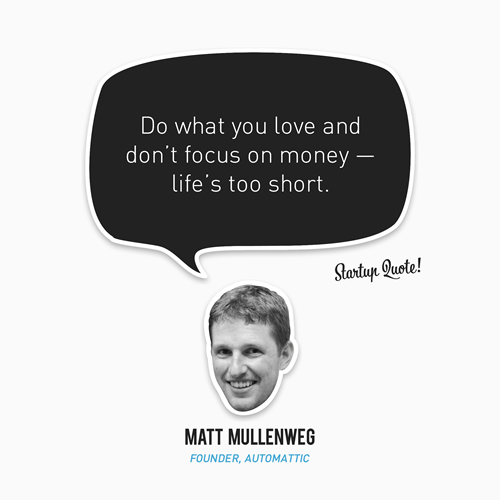 Do what you love and
don't focus on money —
life's too short.
Startup Quote!
MATT MULLENWEG
FOUNDER, AUTOMATTIC